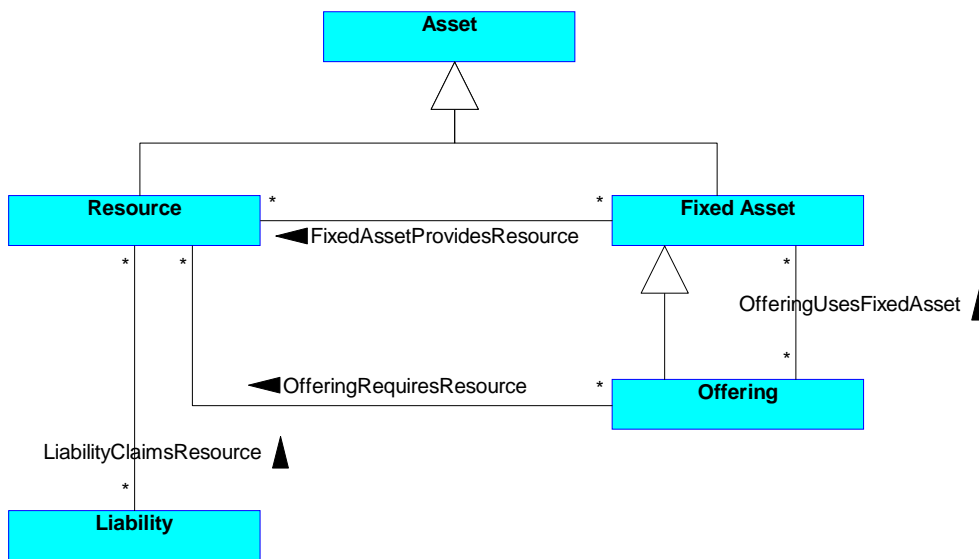 Asset
Resource
Fixed Asset
* *
FixedAssetProvidesResource
* * *
OfferingUsesFixedAsset
*
OfferingRequiresResource *
Offering
LiabilityClaimsResource
*
Liability